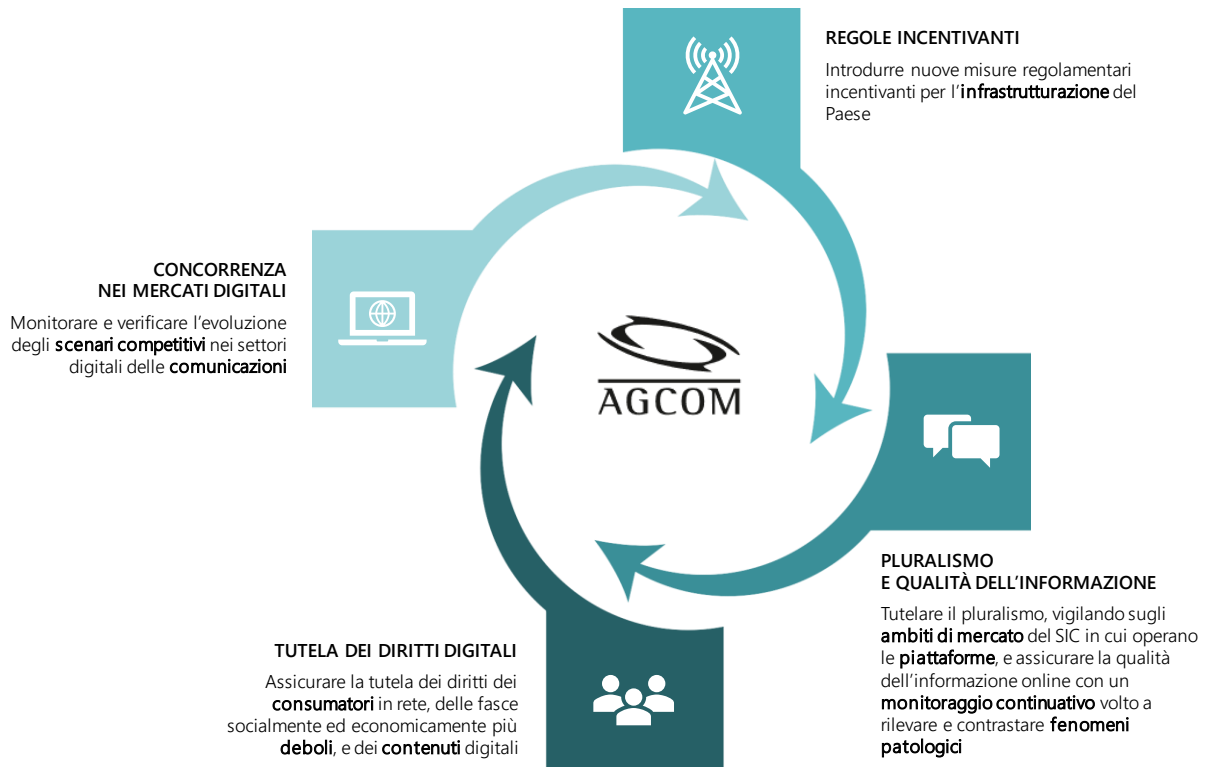 REGOLE INCENTIVANTI
Introdurre nuove misure regolamentari
incentivanti per l'infrastrutturazione del
Paese
CONCORRENZA
NEI MERCATI DIGITALI
Monitorare e verificare l'evoluzione
degli scenari competitivi nei settori
digitali delle comunicazioni
AGCOM
PLURALISMO
E QUALITÀ DELL'INFORMAZIONE
Tutelare il pluralismo, vigilando sugli
ambiti di mercato del SIC in cui operano
le piattaforme, e assicurare la qualità
dell'informazione online con un
monitoraggio continuativo volto a
rilevare e contrastare fenomeni
patologici
TUTELA DEI DIRITTI DIGITALI
Assicurare la tutela dei diritti dei
consumatori in rete, delle fasce
socialmente ed economicamente più
deboli, e dei contenuti digitali